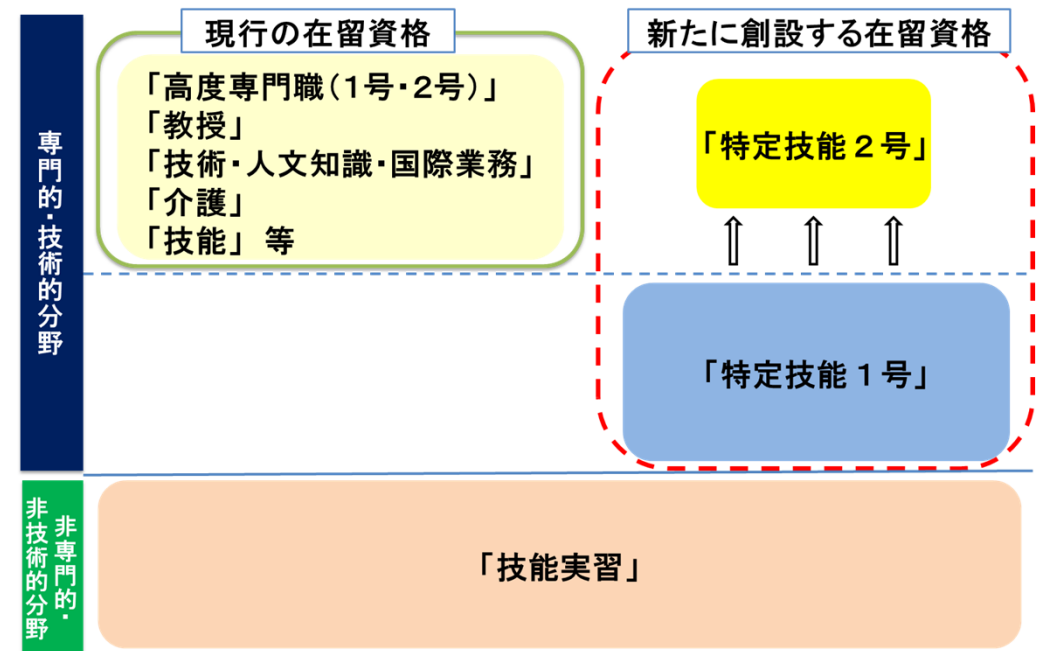 現行の在留資格
新たに創設する在留資格
専門的・技術的分野
「高度専門職(１号・２号)」
「教授」
「技術・人文知識・国際業務」
「介護」
「技能」 等
「特定技能２号」
「特定技能１号」
非専門的・
非技術的分野
「技能実習」